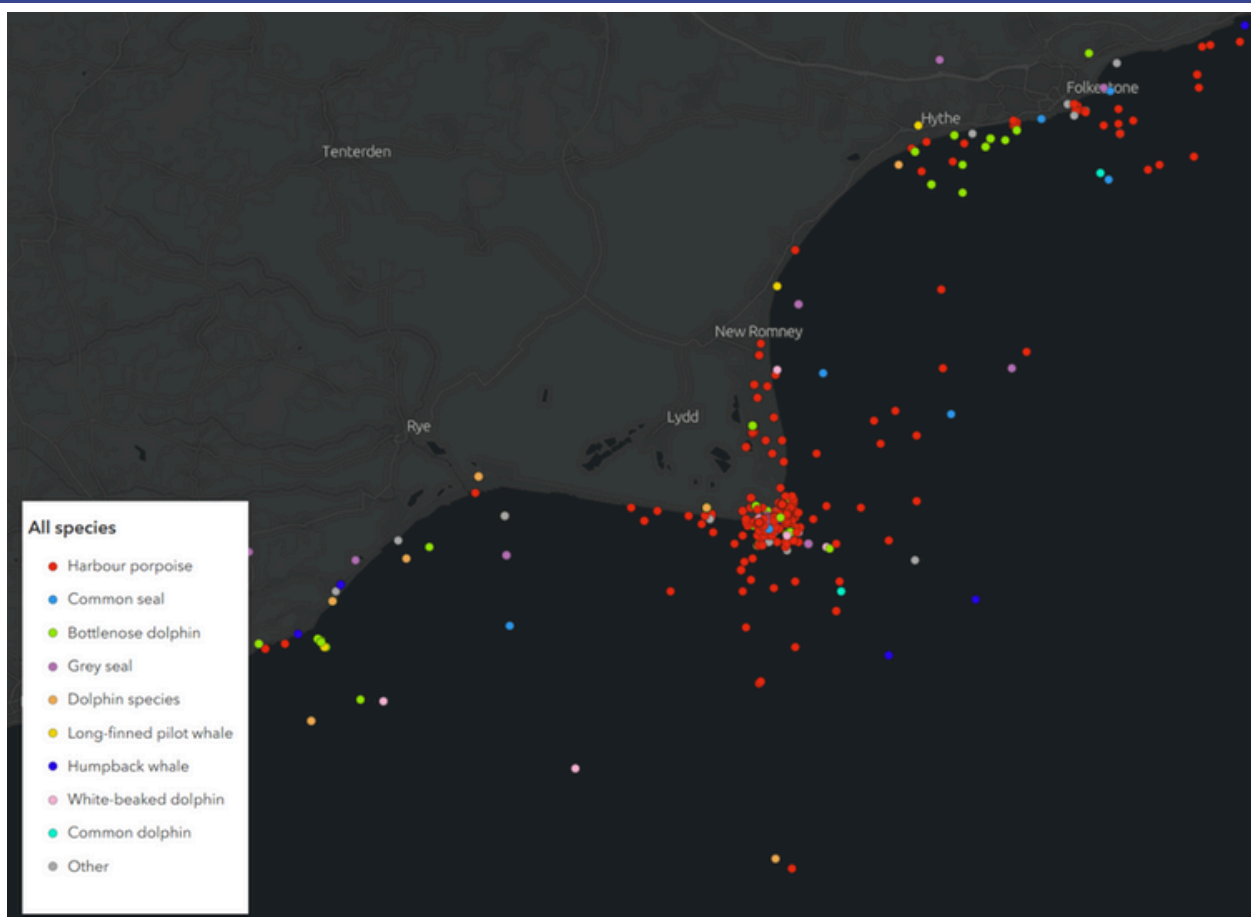 Folkestone
Hythe
Tenterden
New Romney
Lydd
Rye
All species
Harbour porpoise
Common seal
Bottlenose dolphin
Grey seal
Dolphin species
Long-finned pilot whale
Humpback whale
White-beaked dolphin
Common dolphin
Other